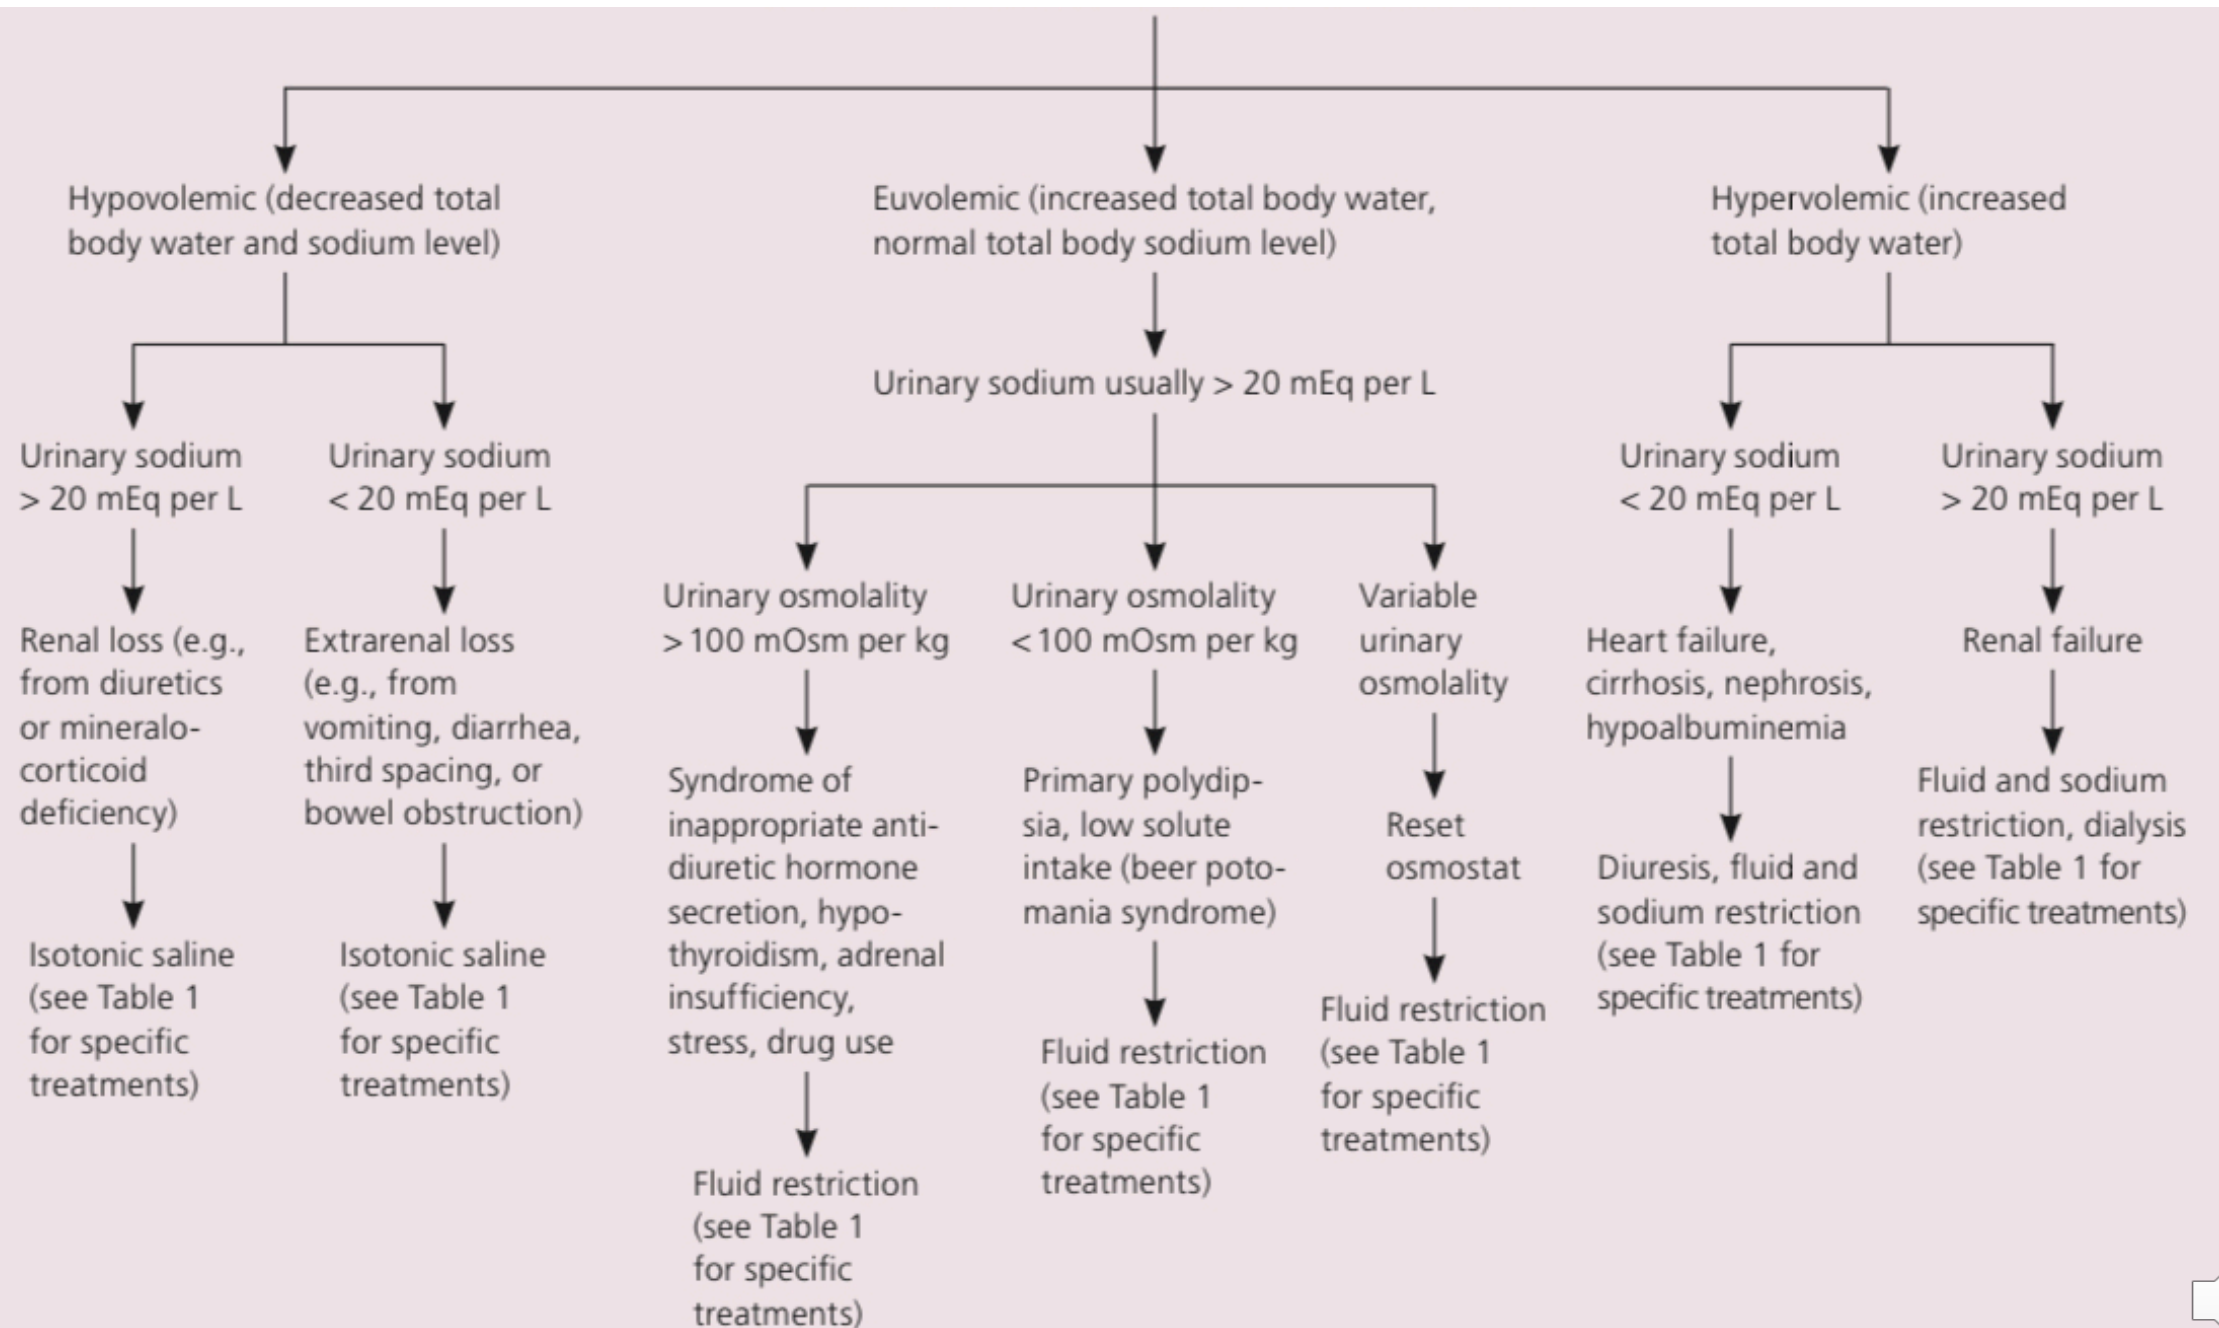 Hypovolemic (decreased total
body water and sodium level)
Euvolemic (increased total body water,
normal total body sodium level)
Hypervolemic (increased
total body water)
Urinary sodium usually > 20 mEq per L
Urinary sodium
> 20 mEq per L
Urinary sodium
< 20 mEq per L
Urinary sodium
< 20 mEq per L
Urinary sodium
> 20 mEq per L
Urinary osmolality
> 100 mOsm per kg
Urinary osmolality
< 100 mOsm per kg
Variable
urinary
osmolality
Renal loss (e.g.,
from diuretics
or mineralo-
corticoid
deficiency)
Extrarenal loss
(e.g., from
vomiting, diarrhea,
third spacing, or
bowel obstruction)
Heart failure,
cirrhosis, nephrosis,
hypoalbuminemia
Renal failure
Syndrome of
inappropriate anti-
diuretic hormone
secretion, hypo-
thyroidism, adrenal
insufficiency,
stress, drug use
Primary polydip-
sia, low solute
intake (beer poto-
mania syndrome)
Reset
osmostat
Diuresis, fluid and
sodium restriction
(see Table 1 for
specific treatments)
Fluid and sodium
restriction, dialysis
(see Table 1 for
specific treatments)
Isotonic saline
(see Table 1
for specific
treatments)
Isotonic saline
(see Table 1
for specific
treatments)
Fluid restriction
(see Table 1
for specific
treatments)
Fluid restriction
(see Table 1
for specific
treatments)
Fluid restriction
(see Table 1
for specific
treatments)